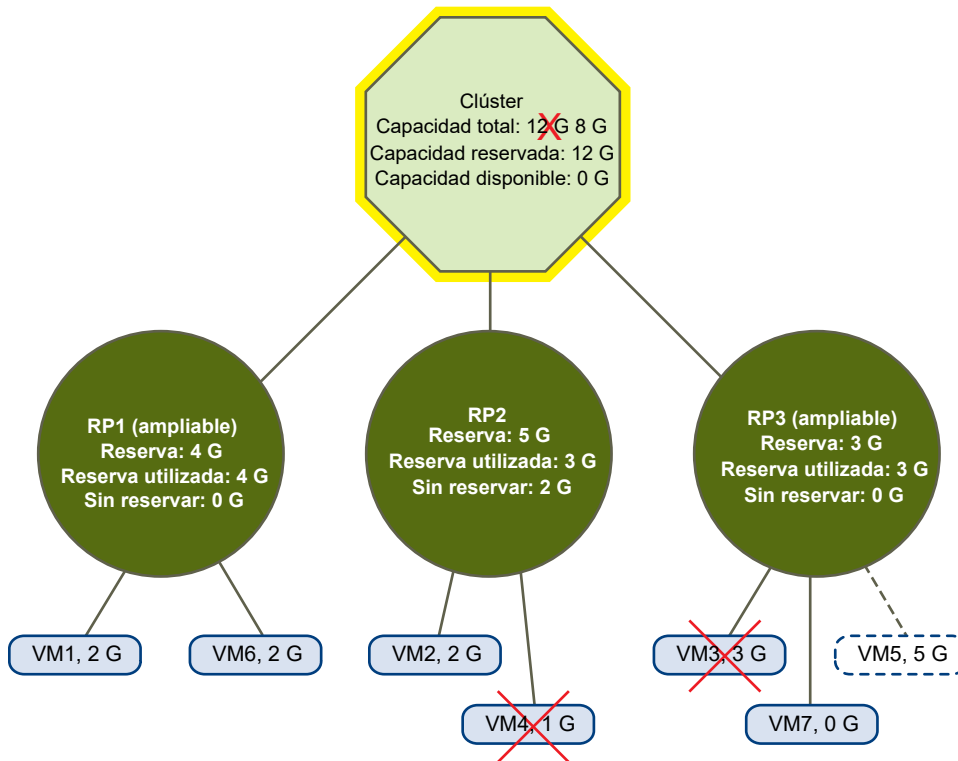 Clúster
Capacidad total: 12 G 8 G
Capacidad reservada: 12 G
Capacidad disponible: 0 G
RP1 (ampliable)
Reserva: 4 G
Reserva utilizada: 4 G
Sin reservar: 0 G
RP2
Reserva: 5 G
Reserva utilizada: 3 G
Sin reservar: 2 G
RP3 (ampliable)
Reserva: 3 G
Reserva utilizada: 3 G
Sin reservar: 0 G
VM1, 2 G
VM6, 2 G
VM2, 2 G
VM3, 3 G
VM5, 5 G
VM4, 1 G
VM7, 0 G